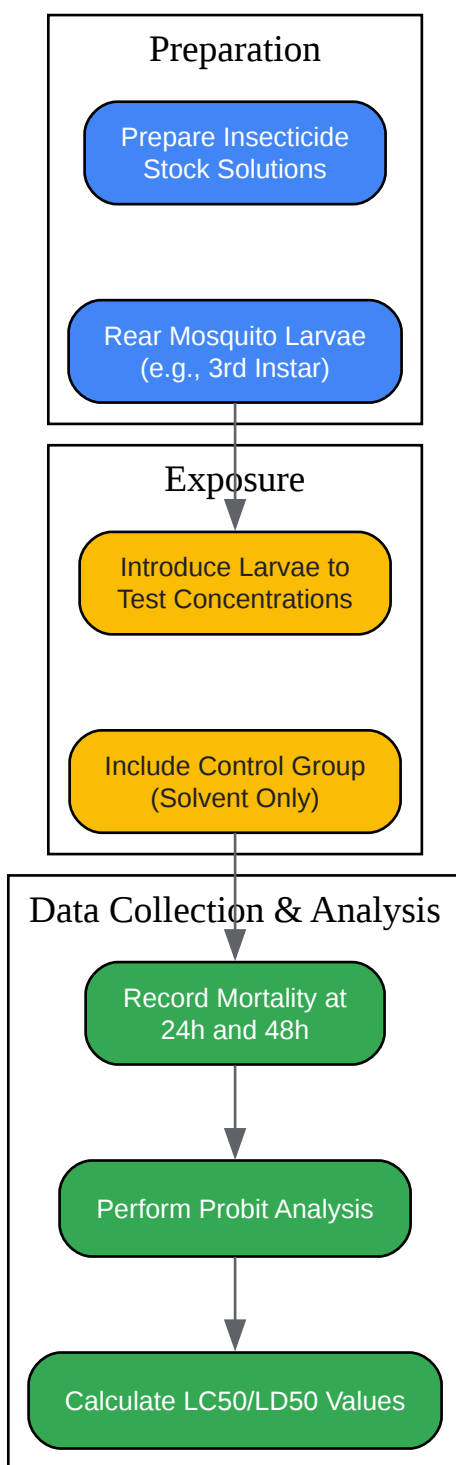 Preparation
Prepare Insecticide
Stock Solutions
Rear Mosquito Larvae
(e.g., 3rd Instar)
Exposure
Introduce Larvae to
Test Concentrations
Include Control Group
(Solvent Only)
Data Collection & Analysis
Record Mortality at
24h and 48h
Perform Probit Analysis
Calculate LC50/LD50 Values